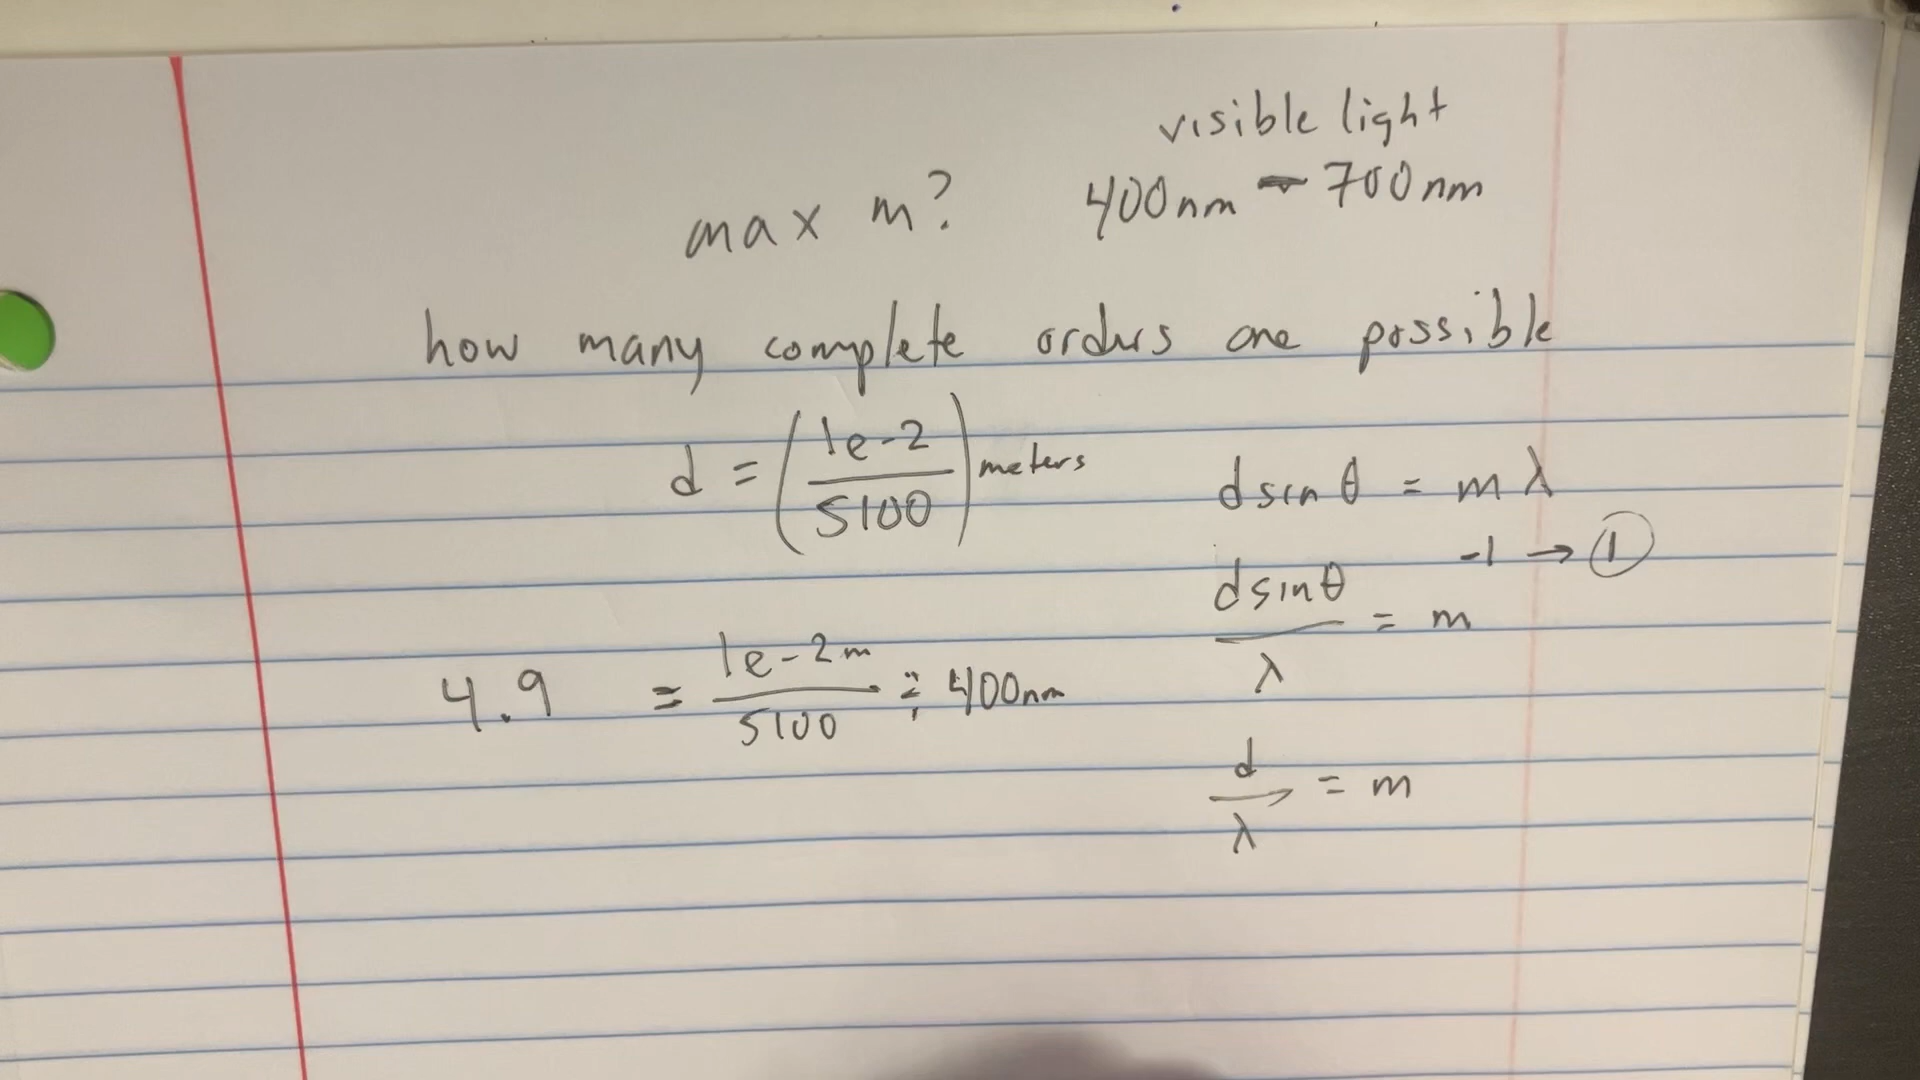 visible light
max m? 400nm - 700nm
how many complete orders are possible
d = (1e-2 / 5100) meters
d sin θ = m λ
-1 → 1
d sin θ / λ = m
4.9 = 1e-2 m / 5100 ÷ 400nm
d / λ = m